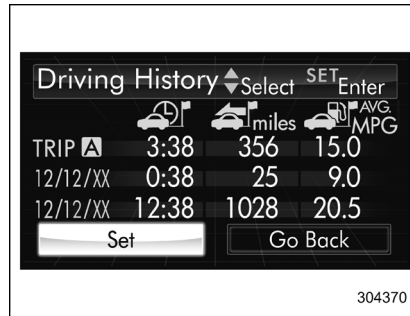 Driving History Select SET Enter
miles AVG. MPG
TRIP A 3:38 356 15.0
12/12/XX 0:38 25 9.0
12/12/XX 12:38 1028 20.5
Set Go Back
304370